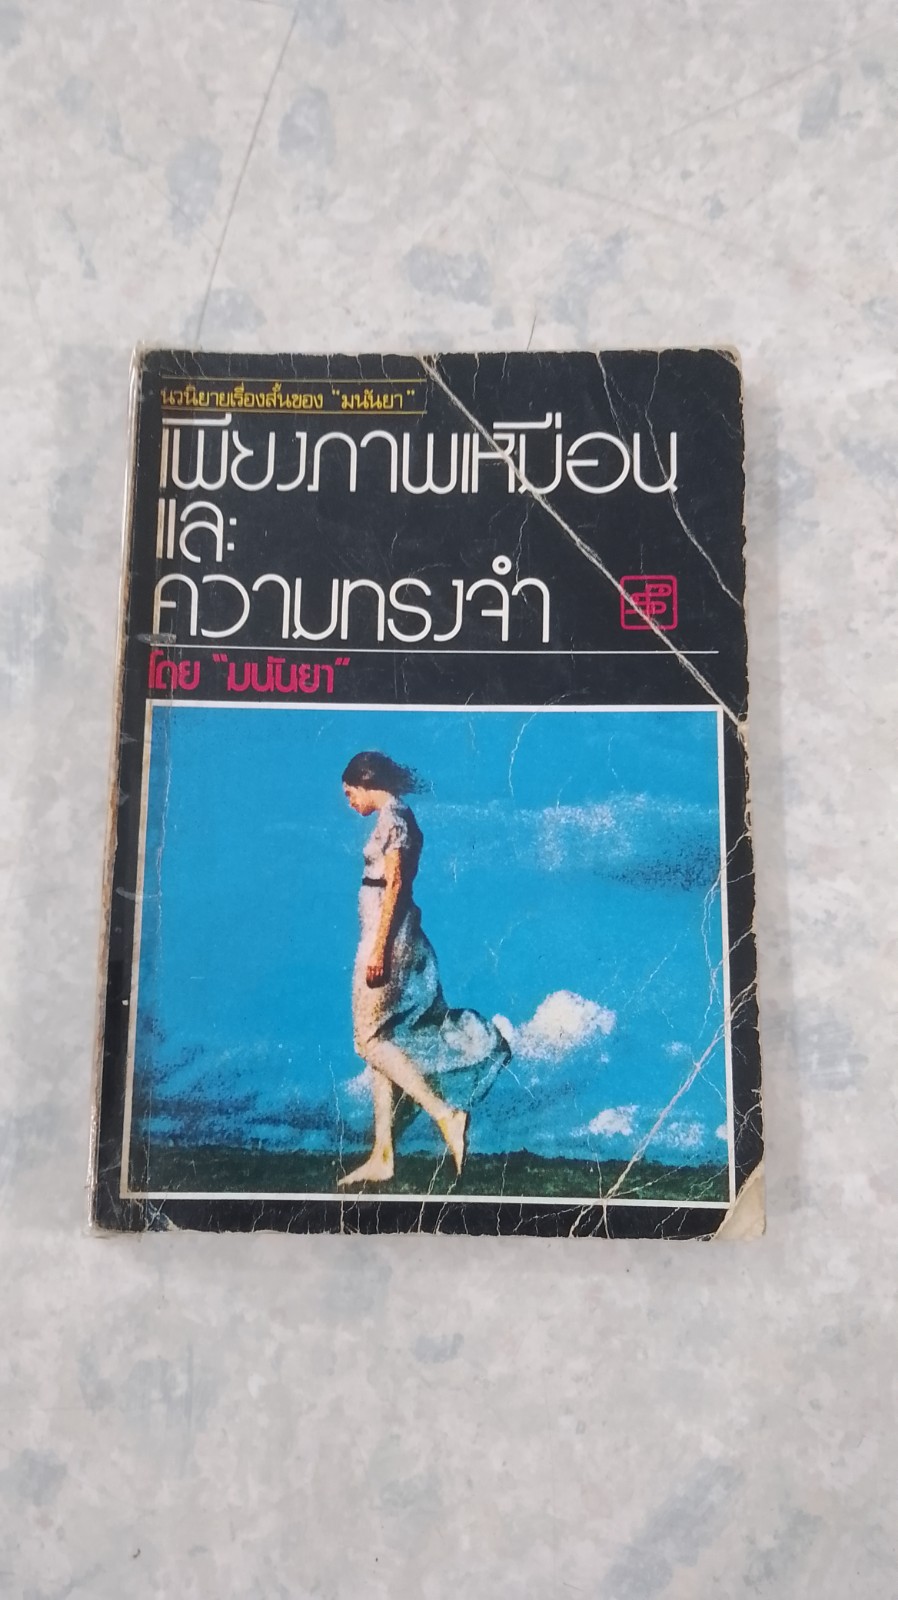 นวนิยายเรื่องสั้นของ "มนันยา"
เพียงภาพเหมือน
และ
ความทรงจำ
โดย "มนันยา"